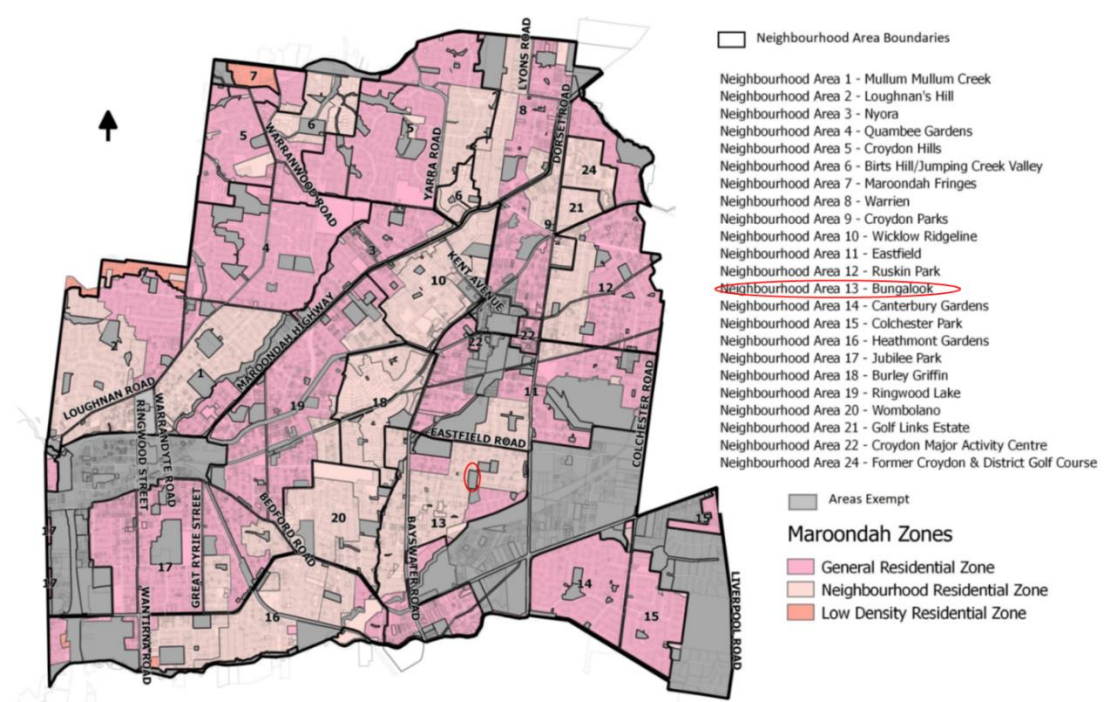 Neighbourhood Area Boundaries
Neighbourhood Area 1 - Mullum Mullum Creek
Neighbourhood Area 2 - Loughnan's Hill
Neighbourhood Area 3 - Nyora
Neighbourhood Area 4 - Quambee Gardens
Neighbourhood Area 5 - Croydon Hills
Neighbourhood Area 6 - Birts Hill/Jumping Creek Valley
Neighbourhood Area 7 - Maroondah Fringes
Neighbourhood Area 8 - Warrien
Neighbourhood Area 9 - Croydon Parks
Neighbourhood Area 10 - Wicklow Ridgeline
Neighbourhood Area 11 - Eastfield
Neighbourhood Area 12 - Ruskin Park
Neighbourhood Area 13 - Bungalook
Neighbourhood Area 14 - Canterbury Gardens
Neighbourhood Area 15 - Colchester Park
Neighbourhood Area 16 - Heathmont Gardens
Neighbourhood Area 17 - Jubilee Park
Neighbourhood Area 18 - Burley Griffin
Neighbourhood Area 19 - Ringwood Lake
Neighbourhood Area 20 - Wombolano
Neighbourhood Area 21 - Golf Links Estate
Neighbourhood Area 22 - Croydon Major Activity Centre
Neighbourhood Area 24 - Former Croydon & District Golf Course
Areas Exempt
Maroondah Zones
General Residential Zone
Neighbourhood Residential Zone
Low Density Residential Zone
LYONS ROAD
7
8
DORSET ROAD
6
5
5
WARRANWOOD ROAD
YARRA ROAD
24
6
21
9
4
3
KENT AVENUE
10
12
MAROONDAH HIGHWAY
22
22
2
1
LOUGHNAN ROAD
19
18
11
COLCHESTER ROAD
RINGWOOD STREET
WARRANDYTE ROAD
EASTFIELD ROAD
GREAT RYRIE STREET
BEDFORD ROAD
20
13
BAYSWATER ROAD
17
15
17
17
14
15
16
WANTIRNA ROAD
LIVERPOOL ROAD